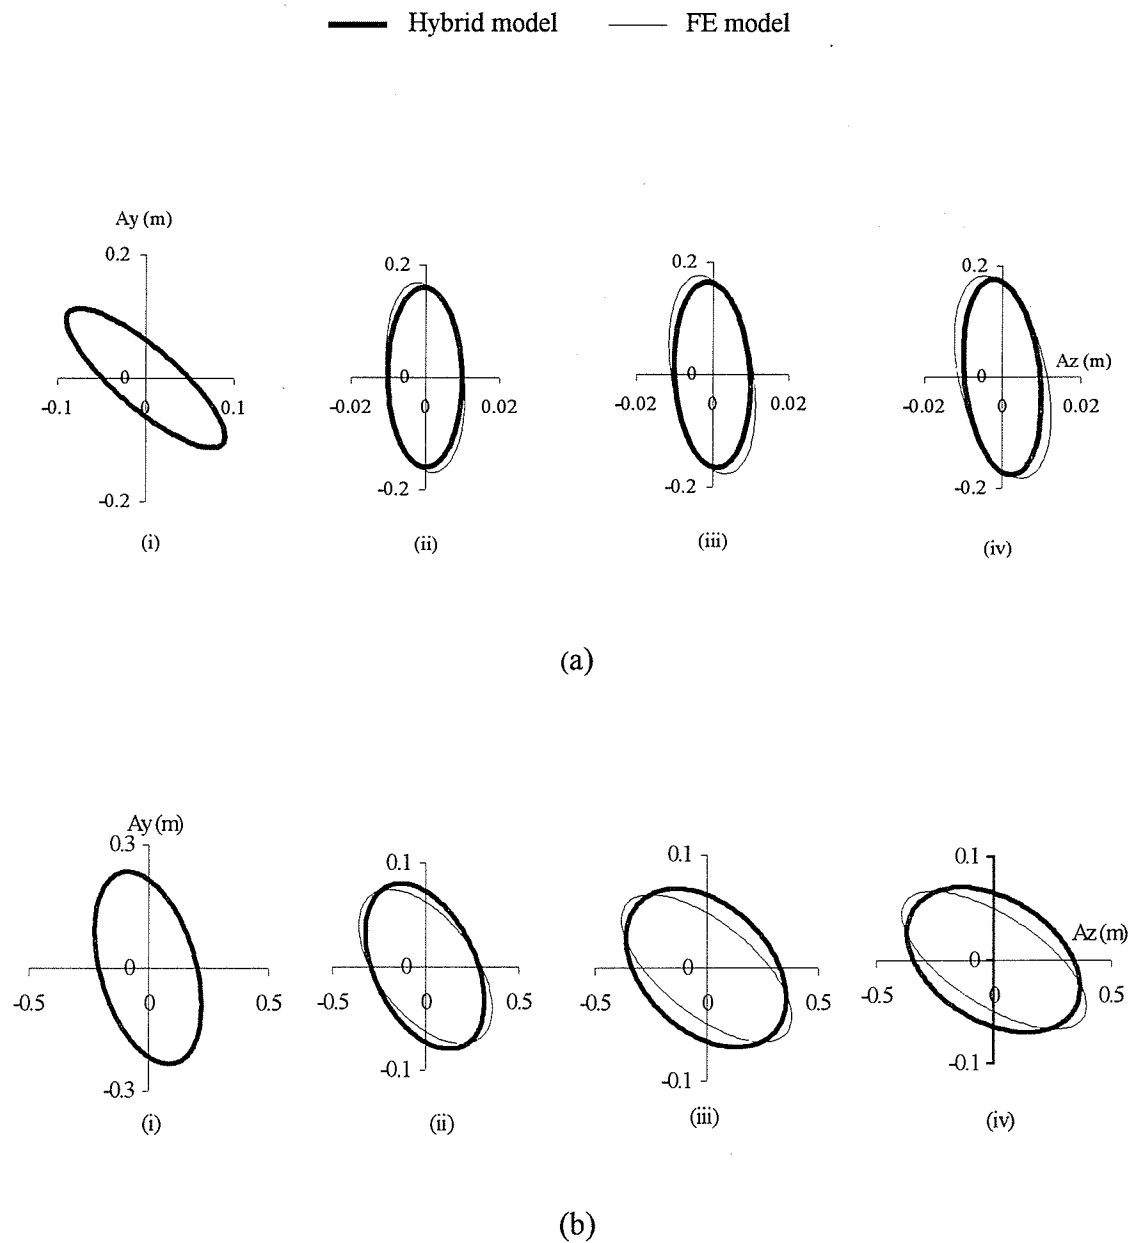 Hybrid model FE model
Ay (m)
0.2 0.2 0.2 0.2
0 0 0 0 Az (m)
-0.1 0 0.1 -0.02 0 0.02 -0.02 0 0.02 -0.02 0 0.02
-0.2 -0.2 -0.2 -0.2
(i) (ii) (iii) (iv)
(a)
Ay (m)
0.3 0.1 0.1 0.1
Az (m)
0 0 0 0
-0.5 0 0.5 -0.5 0 0.5 -0.5 0 0.5 -0.5 0 0.5
-0.3 -0.1 -0.1 -0.1
(i) (ii) (iii) (iv)
(b)